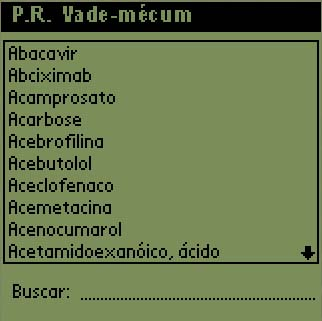 P.R. Vade-mécum
Abacavir
Abciximab
Acamprosato
Acarbose
Acebrofilina
Acebutolol
Aceclofenaco
Acemetacina
Acenocumarol
Acetamidoexanóico, ácido
Buscar: